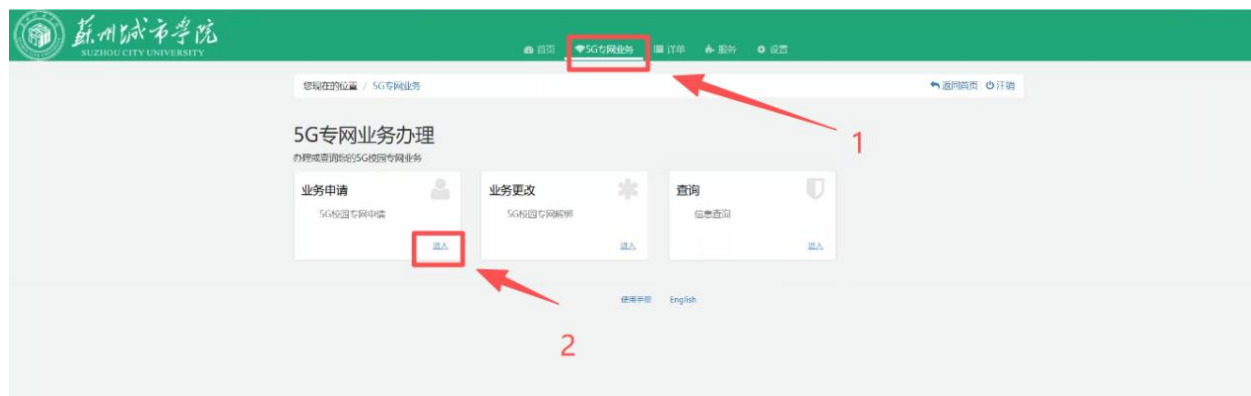 蘇州城市学院
SUZHOU CITY UNIVERSITY
首页 5G专网业务 详单 服务 设置
您现在的位置 / 5G专网业务
返回首页 注销
1
5G专网业务办理
办理或查询您的5G校园专网业务
业务申请 业务更改 查询
5G校园专网申请 5G校园专网解绑 信息查询
进入 进入 进入
使用手册 English
2